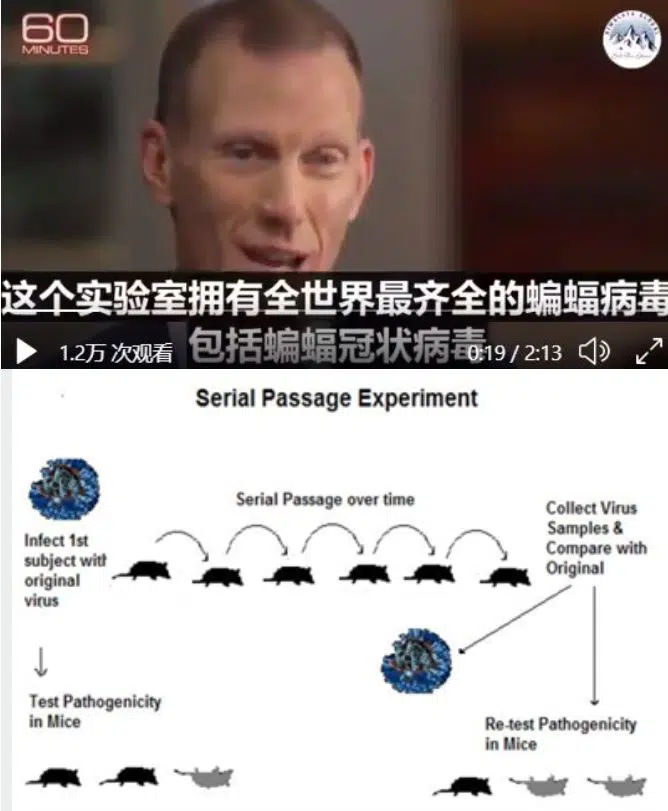 60
MINUTES
这个实验室拥有全世界最齐全的蝙蝠病毒
包括蝙蝠冠状病毒
1.2万 次观看
0:19 / 2:13
Serial Passage Experiment
Serial Passage over time
Infect 1st
subject with
original
virus
Collect Virus
Samples &
Compare with
Original
Test Pathogenicity
in Mice
Re-test Pathogenicity
in Mice